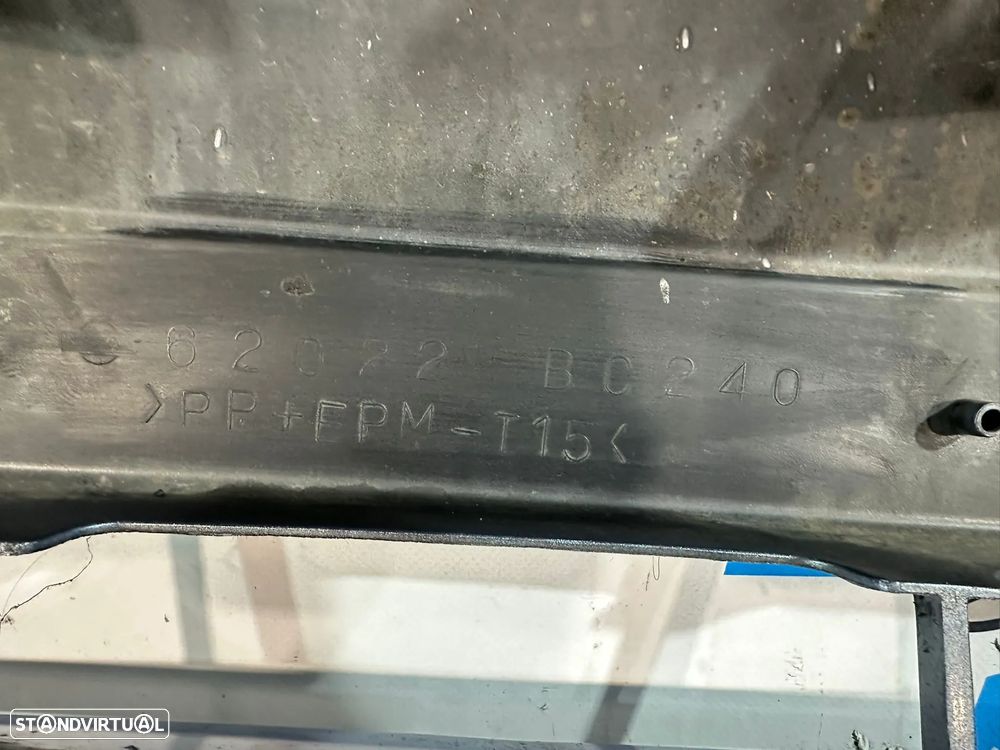 62022 BC240
>PP+EPM-T15<
STANDVIRTUAL